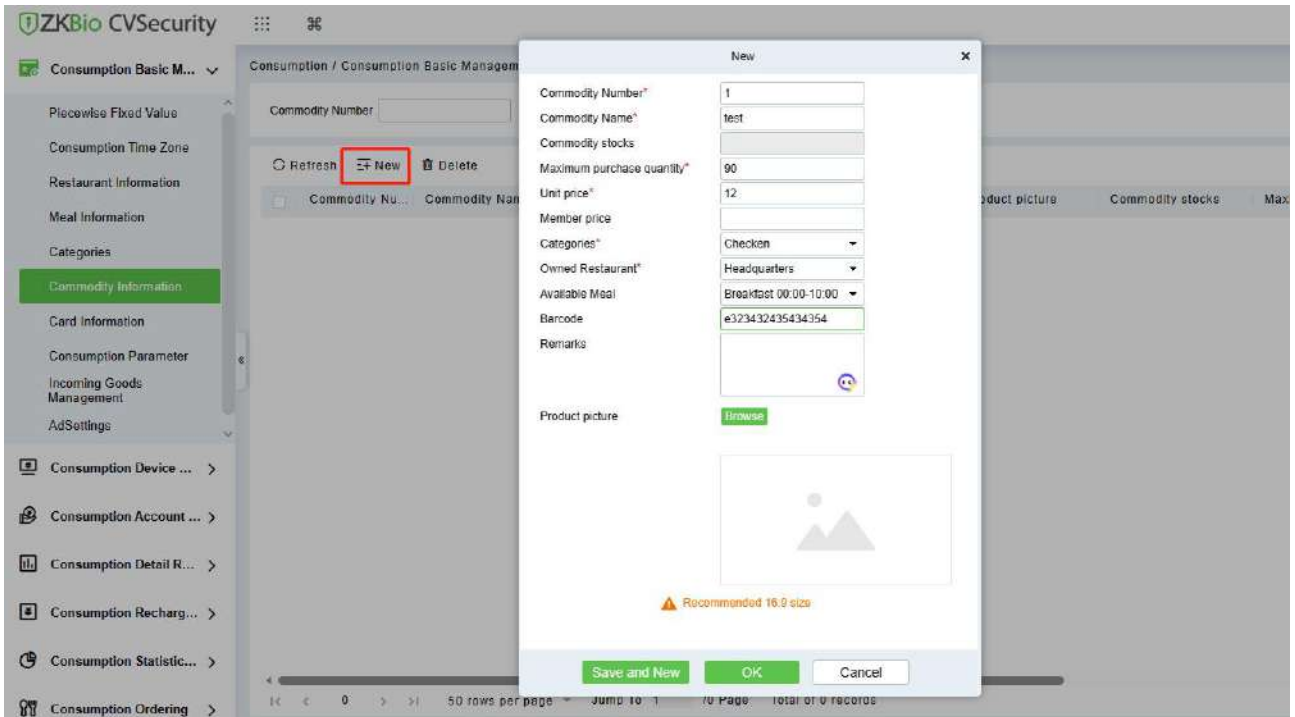 ZKBio CVSecurity
Consumption Basic M...
Piecewise Fixed Value
Consumption Time Zone
Restaurant Information
Meal Information
Categories
Commodity Information
Card Information
Consumption Parameter
Incoming Goods
Management
AdSettings
Consumption Device ...
Consumption Account ...
Consumption Detail R...
Consumption Recharg...
Consumption Statistic...
Consumption Ordering
Consumption / Consumption Basic Managem
Commodity Number
Refresh New Delete
Commodity Nu... Commodity Nan
oduct picture Commodity stocks Max
0 50 rows per page Jump To 1 /0 Page Total of 0 records
New
Commodity Number* 1
Commodity Name* test
Commodity stocks
Maximum purchase quantity* 90
Unit price* 12
Member price
Categories* Checken
Owned Restaurant* Headquarters
Available Meal Breakfast 00:00-10:00
Barcode e323432435434354
Remarks
Product picture Browse
Recommended 16:9 size
Save and New OK Cancel